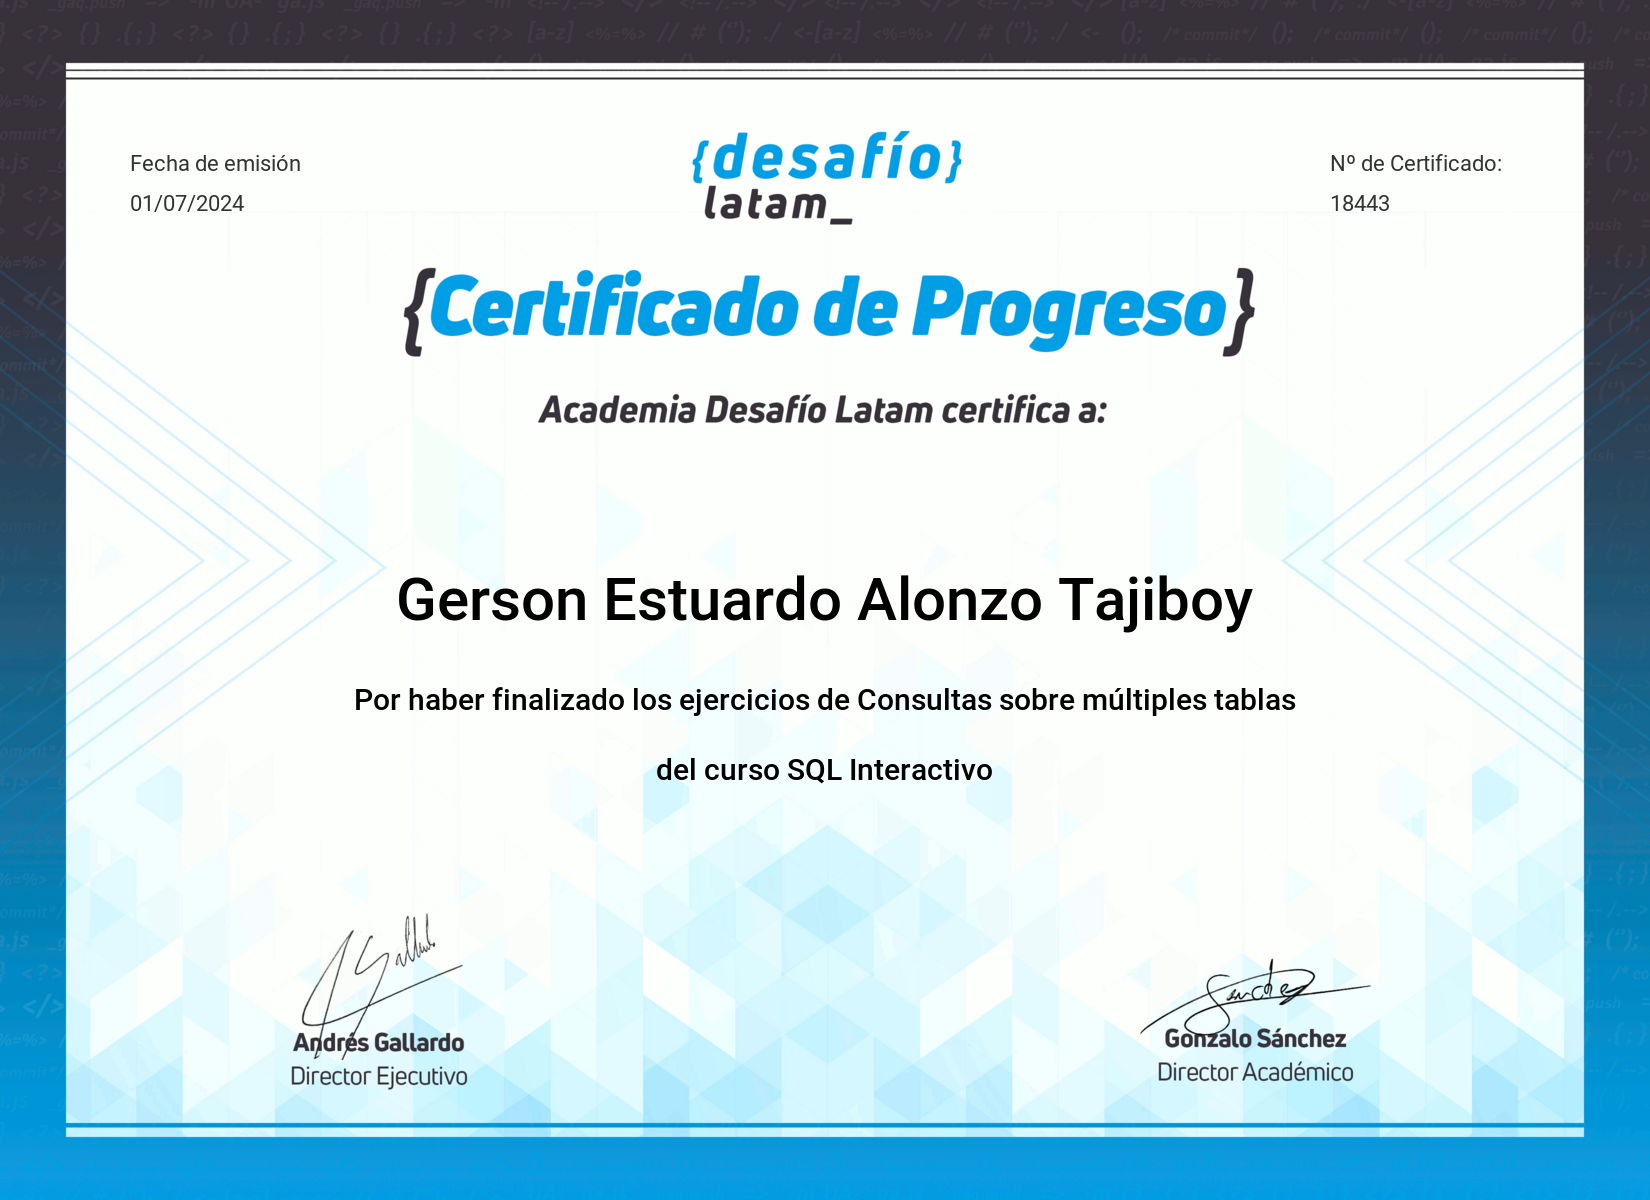 Fecha de emisión
01/07/2024
{desafío}
latam_
Nº de Certificado:
18443
{Certificado de Progreso}
Academia Desafío Latam certifica a:
Gerson Estuardo Alonzo Tajiboy
Por haber finalizado los ejercicios de Consultas sobre múltiples tablas
del curso SQL Interactivo
Andrés Gallardo
Director Ejecutivo
Gonzalo Sánchez
Director Académico